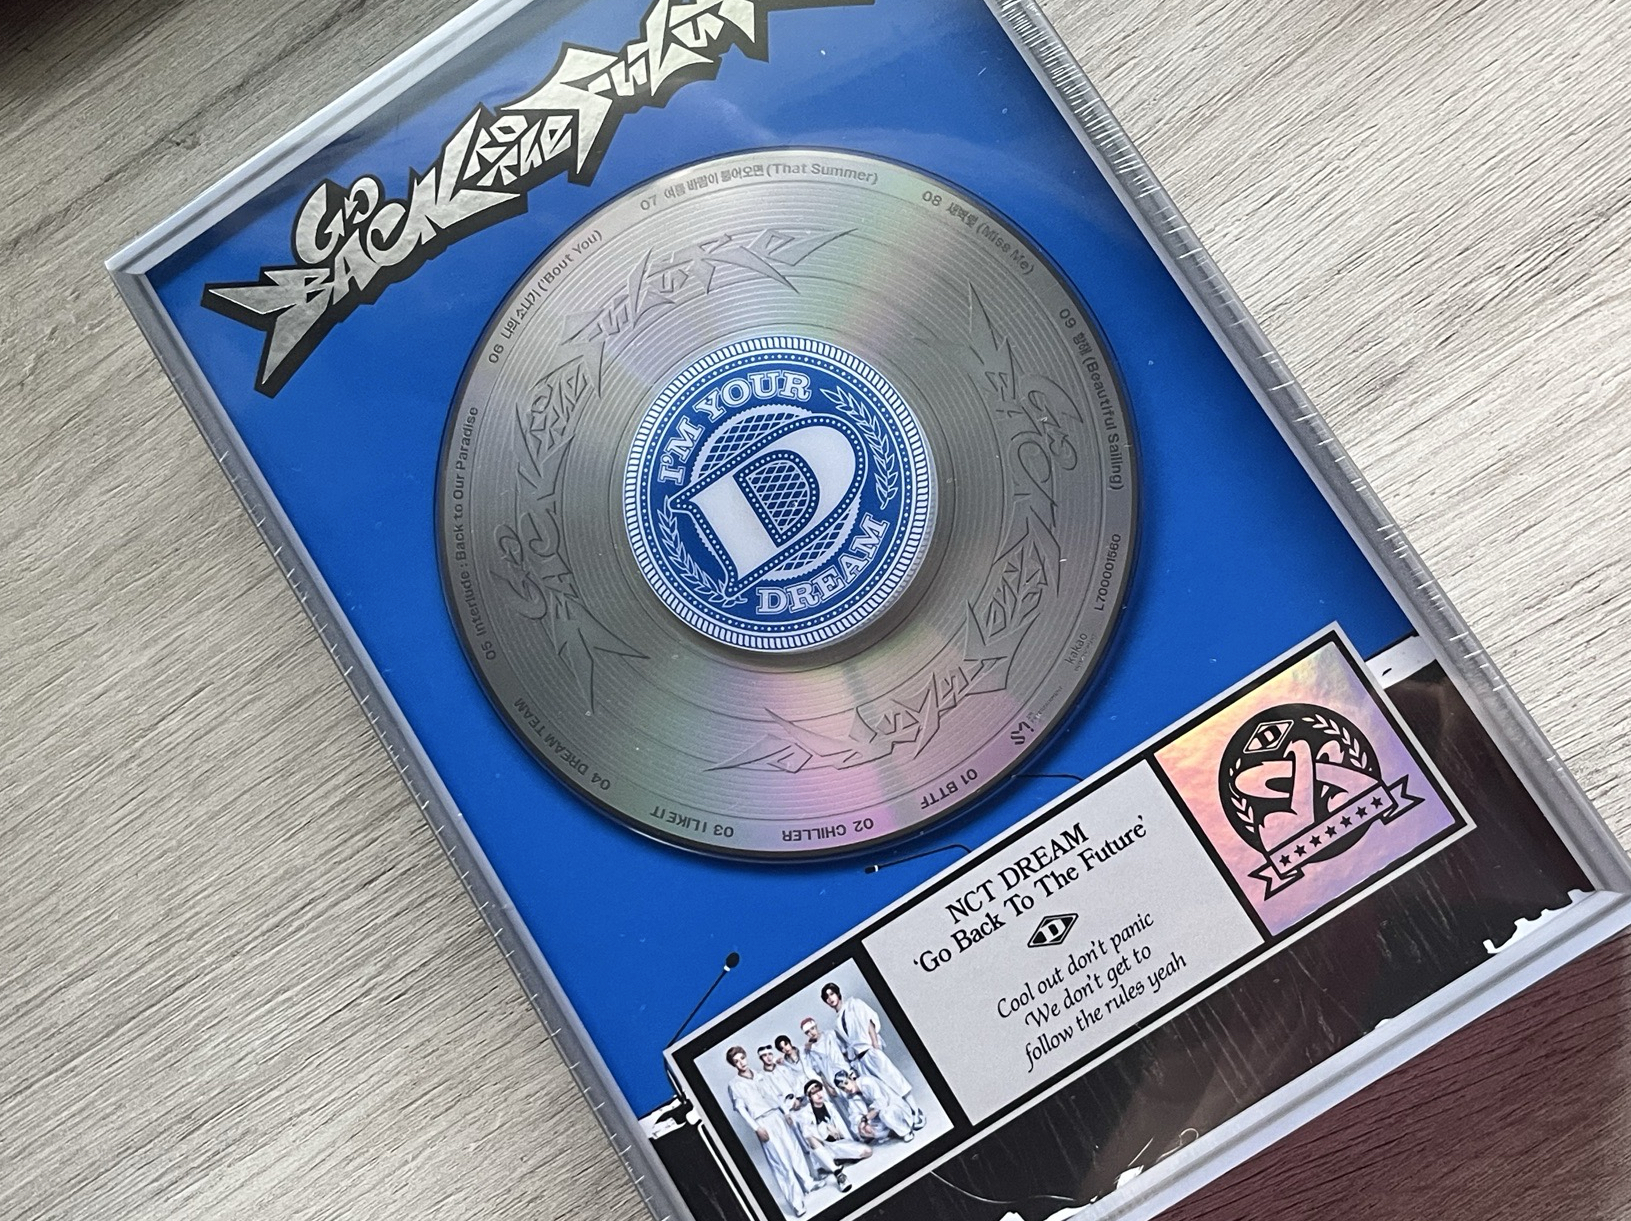 GO
BACK TO THE FUTURE
07 여름 바람이 불어오면 (That Summer)
08 새벽빛 (Miss Me)
09 항해 (Beautiful Sailing)
06 나의 소나기 ('Bout You)
05 Interlude : Back to Our Paradise
04 DREAM TEAM
03 I LIKE IT
02 CHILLER
01 BTTF
L700001560
kakao
SM
I'M YOUR
D
DREAM
NCT DREAM
'Go Back To The Future'
D
Cool out don't panic
We don't get to
follow the rules yeah
D